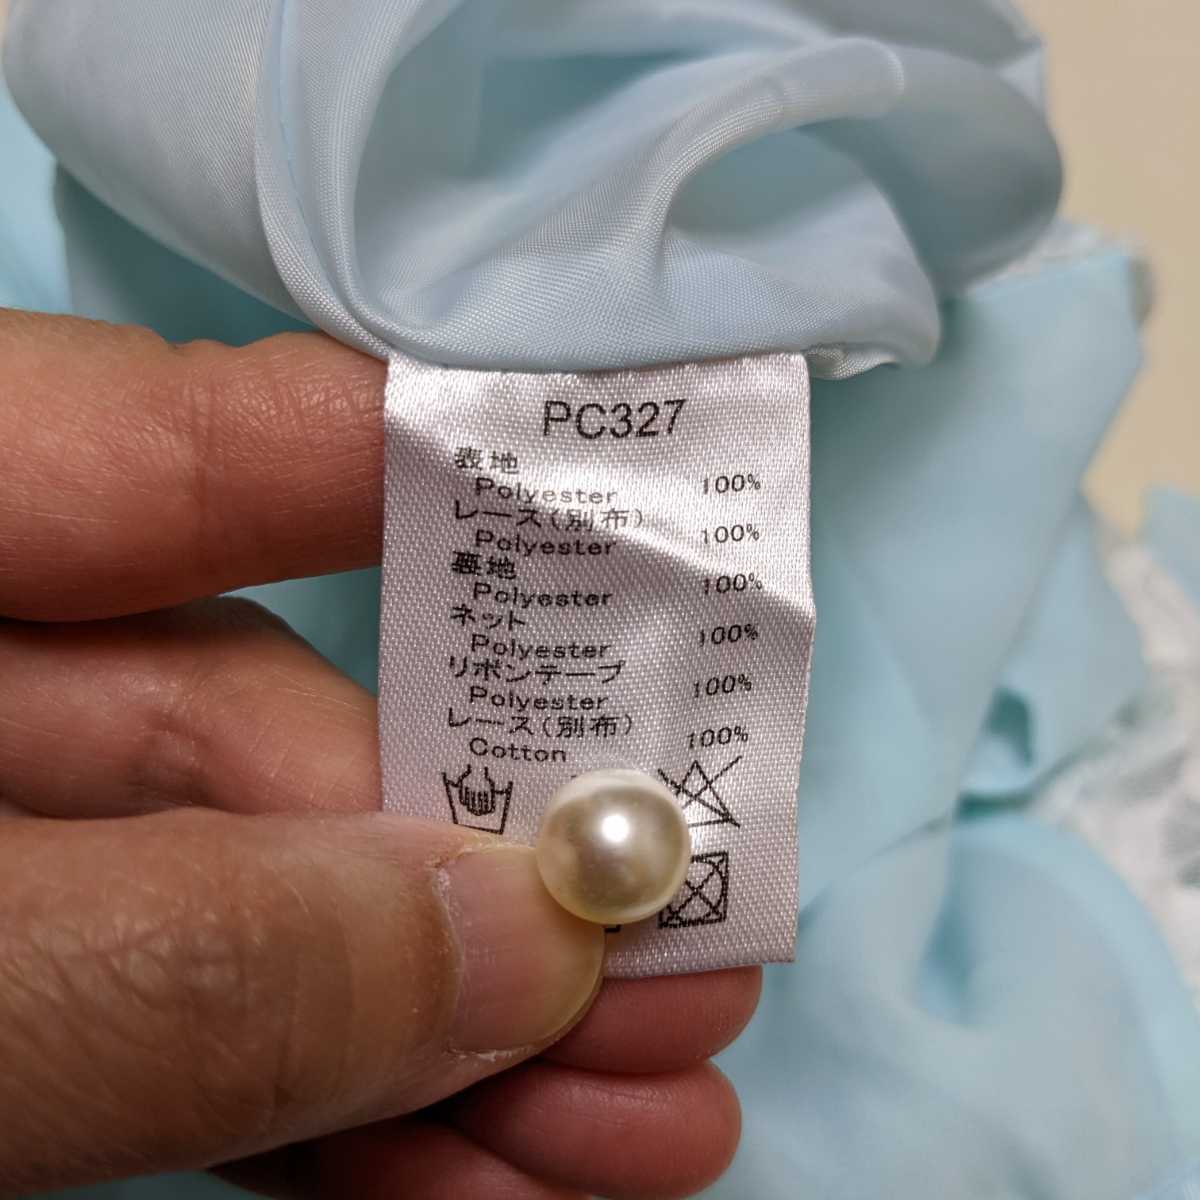 PC327
表地
Polyester 100%
レース(別布)
Polyester 100%
裏地
Polyester 100%
ネット
Polyester 100%
リボンテープ
Polyester 100%
レース(別布)
Cotton 100%